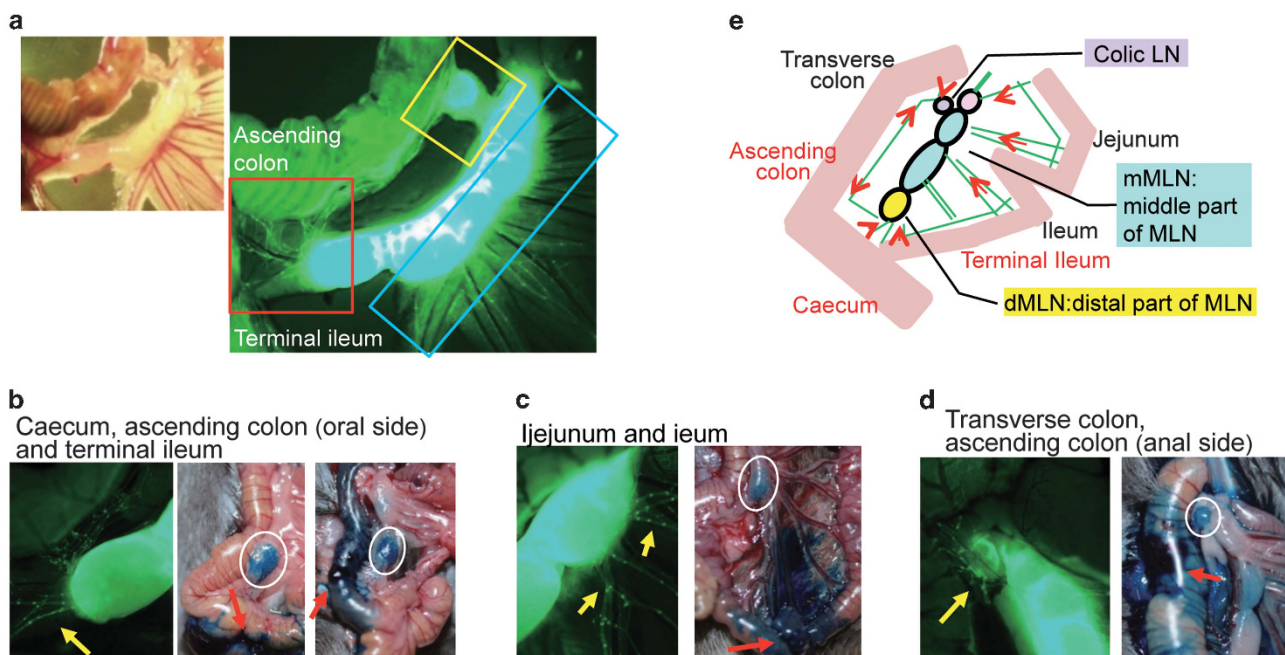 a
Ascending
colon
Terminal ileum
e
Transverse
colon
Colic LN
Ascending
colon
Jejunum
mMLN:
middle part
of MLN
Ileum
Terminal Ileum
Caecum
dMLN:distal part of MLN
b
Caecum, ascending colon (oral side)
and terminal ileum
c
Ijejunum and ieum
d
Transverse colon,
ascending colon (anal side)